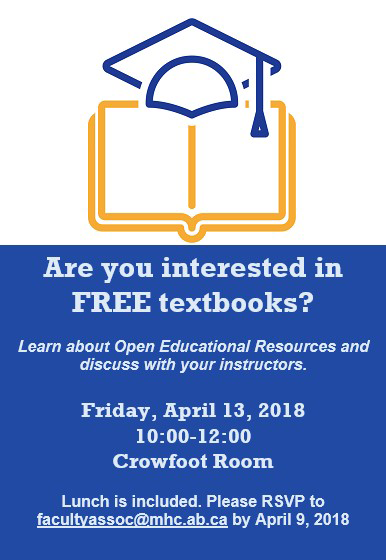 Are you interested in
FREE textbooks?
Learn about Open Educational Resources and
discuss with your instructors.
Friday, April 13, 2018
10:00-12:00
Crowfoot Room
Lunch is included. Please RSVP to
facultyassoc@mhc.ab.ca by April 9, 2018